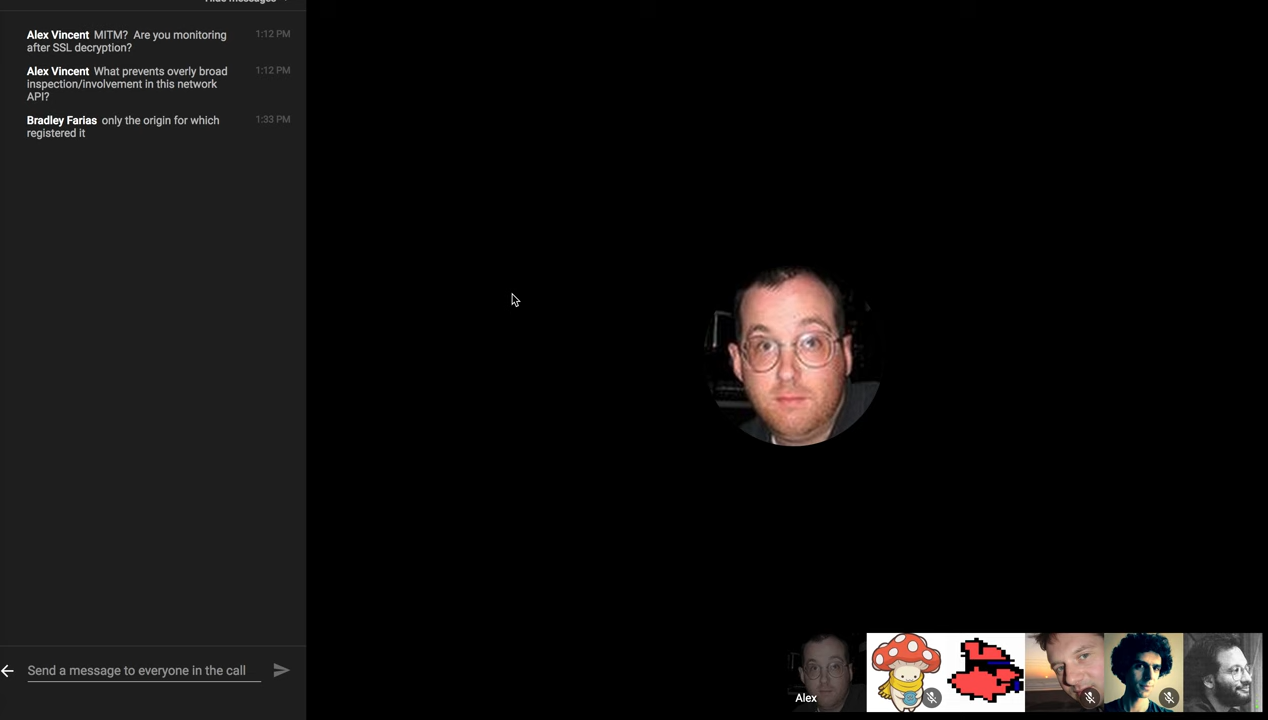 Hide messages
Alex Vincent MITM? Are you monitoring 1:12 PM
after SSL decryption?
Alex Vincent What prevents overly broad 1:12 PM
inspection/involvement in this network
API?
Bradley Farias only the origin for which 1:33 PM
registered it
Send a message to everyone in the call
Alex